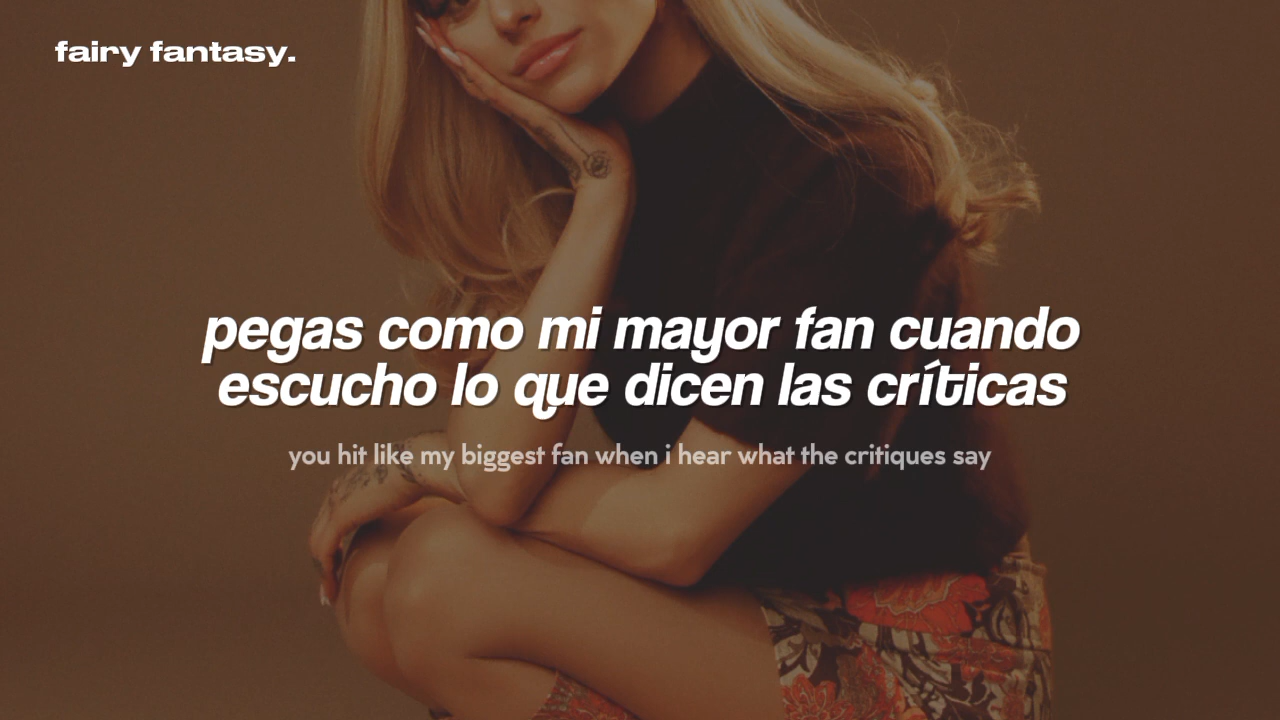 fairy fantasy.
pegas como mi mayor fan cuando
escucho lo que dicen las críticas
you hit like my biggest fan when i hear what the critiques say